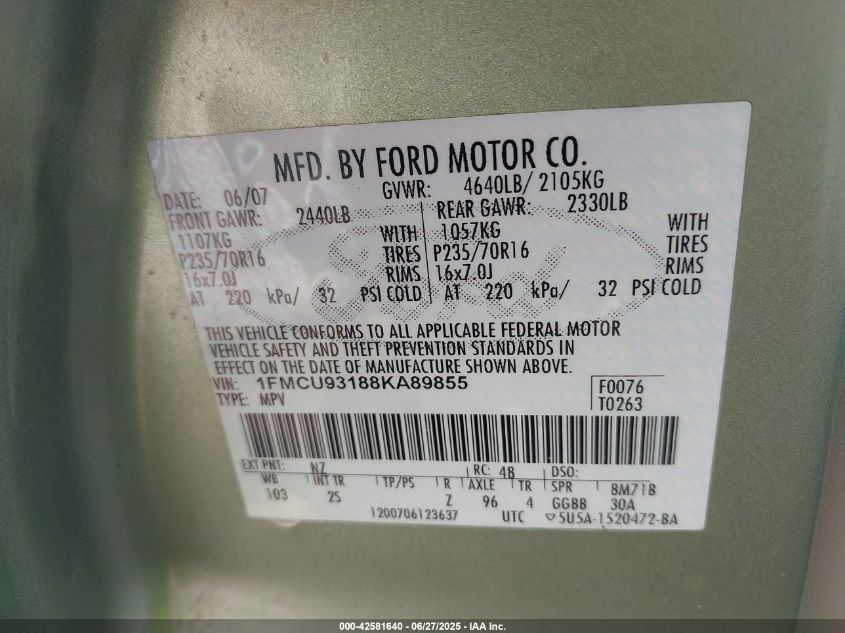 MFD. BY FORD MOTOR CO.
DATE: 06/07 GVWR: 4640LB/ 2105KG
FRONT GAWR: 2440LB REAR GAWR: 2330LB
1107KG WITH 1057KG WITH
P235/70R16 TIRES P235/70R16 TIRES
16x7.0J RIMS 16x7.0J RIMS
AT 220 kPa/ 32 PSI COLD AT 220 kPa/ 32 PSI COLD
Ford
THIS VEHICLE CONFORMS TO ALL APPLICABLE FEDERAL MOTOR
VEHICLE SAFETY AND THEFT PREVENTION STANDARDS IN
EFFECT ON THE DATE OF MANUFACTURE SHOWN ABOVE.
VIN: 1FMCU93188KA89855 F0076
TYPE: MPV T0263
EXT PNT: NZ RC: 48 DSO:
WB INT TR TP/PS R AXLE TR SPR 8M71B
103 2S Z 96 4 GGBB 30A
1200706123637 UTC ▽5U5A-1520472-BA
000-42581640 - 06/27/2025 - IAA Inc.